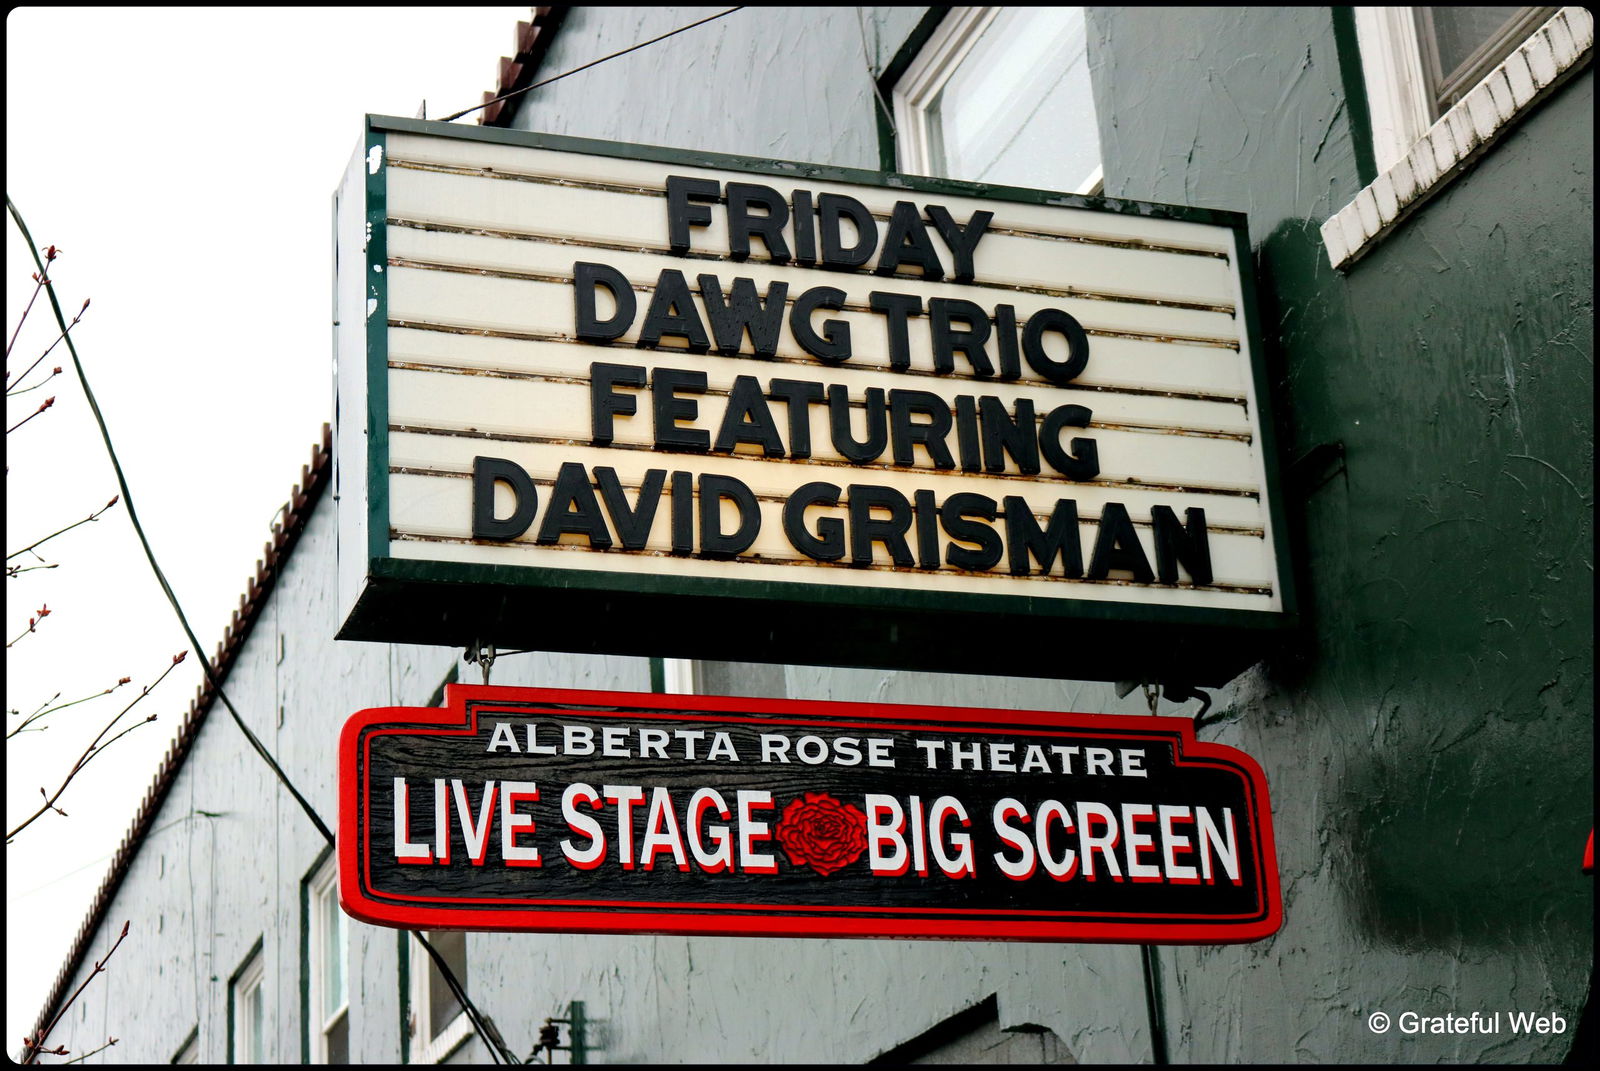 FRIDAY
DAWG TRIO
FEATURING
DAVID GRISMAN
ALBERTA ROSE THEATRE
LIVE STAGE BIG SCREEN
© Grateful Web